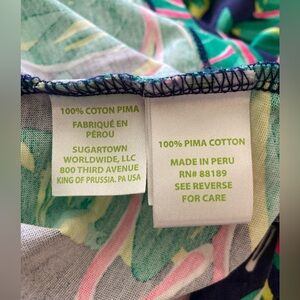 100% COTON PIMA
FABRIQUÉ EN
PÉROU
SUGARTOWN
WORLDWIDE, LLC
800 THIRD AVENUE
KING OF PRUSSIA, PA USA
100% PIMA COTTON
MADE IN PERU
RN# 88189
SEE REVERSE
FOR CARE